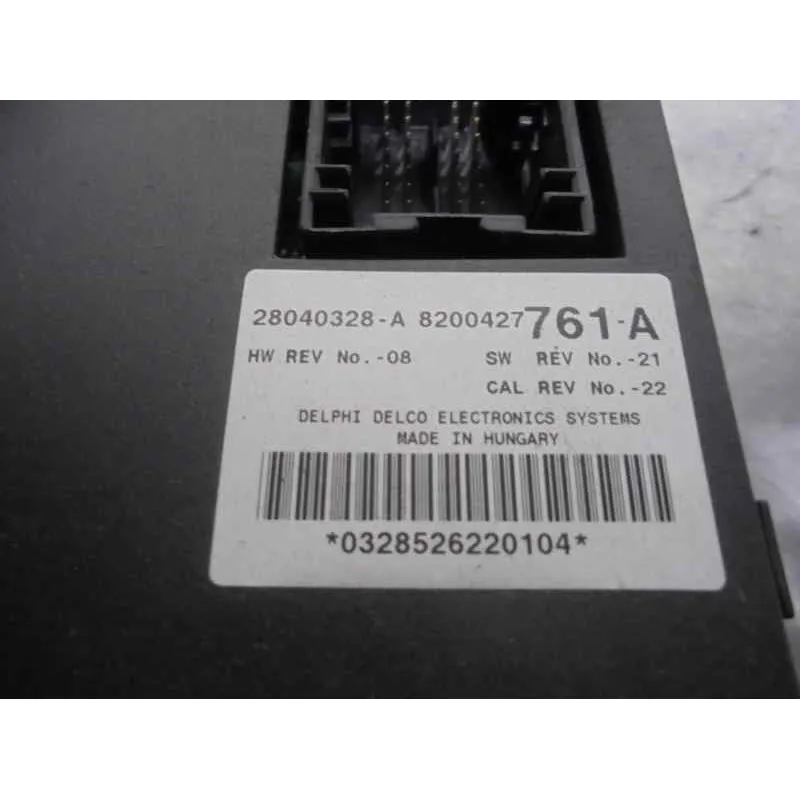 28040328-A 8200427761-A
HW REV No.-08 SW REV No.-21
CAL REV No.-22
DELPHI DELCO ELECTRONICS SYSTEMS
MADE IN HUNGARY
*0328526220104*